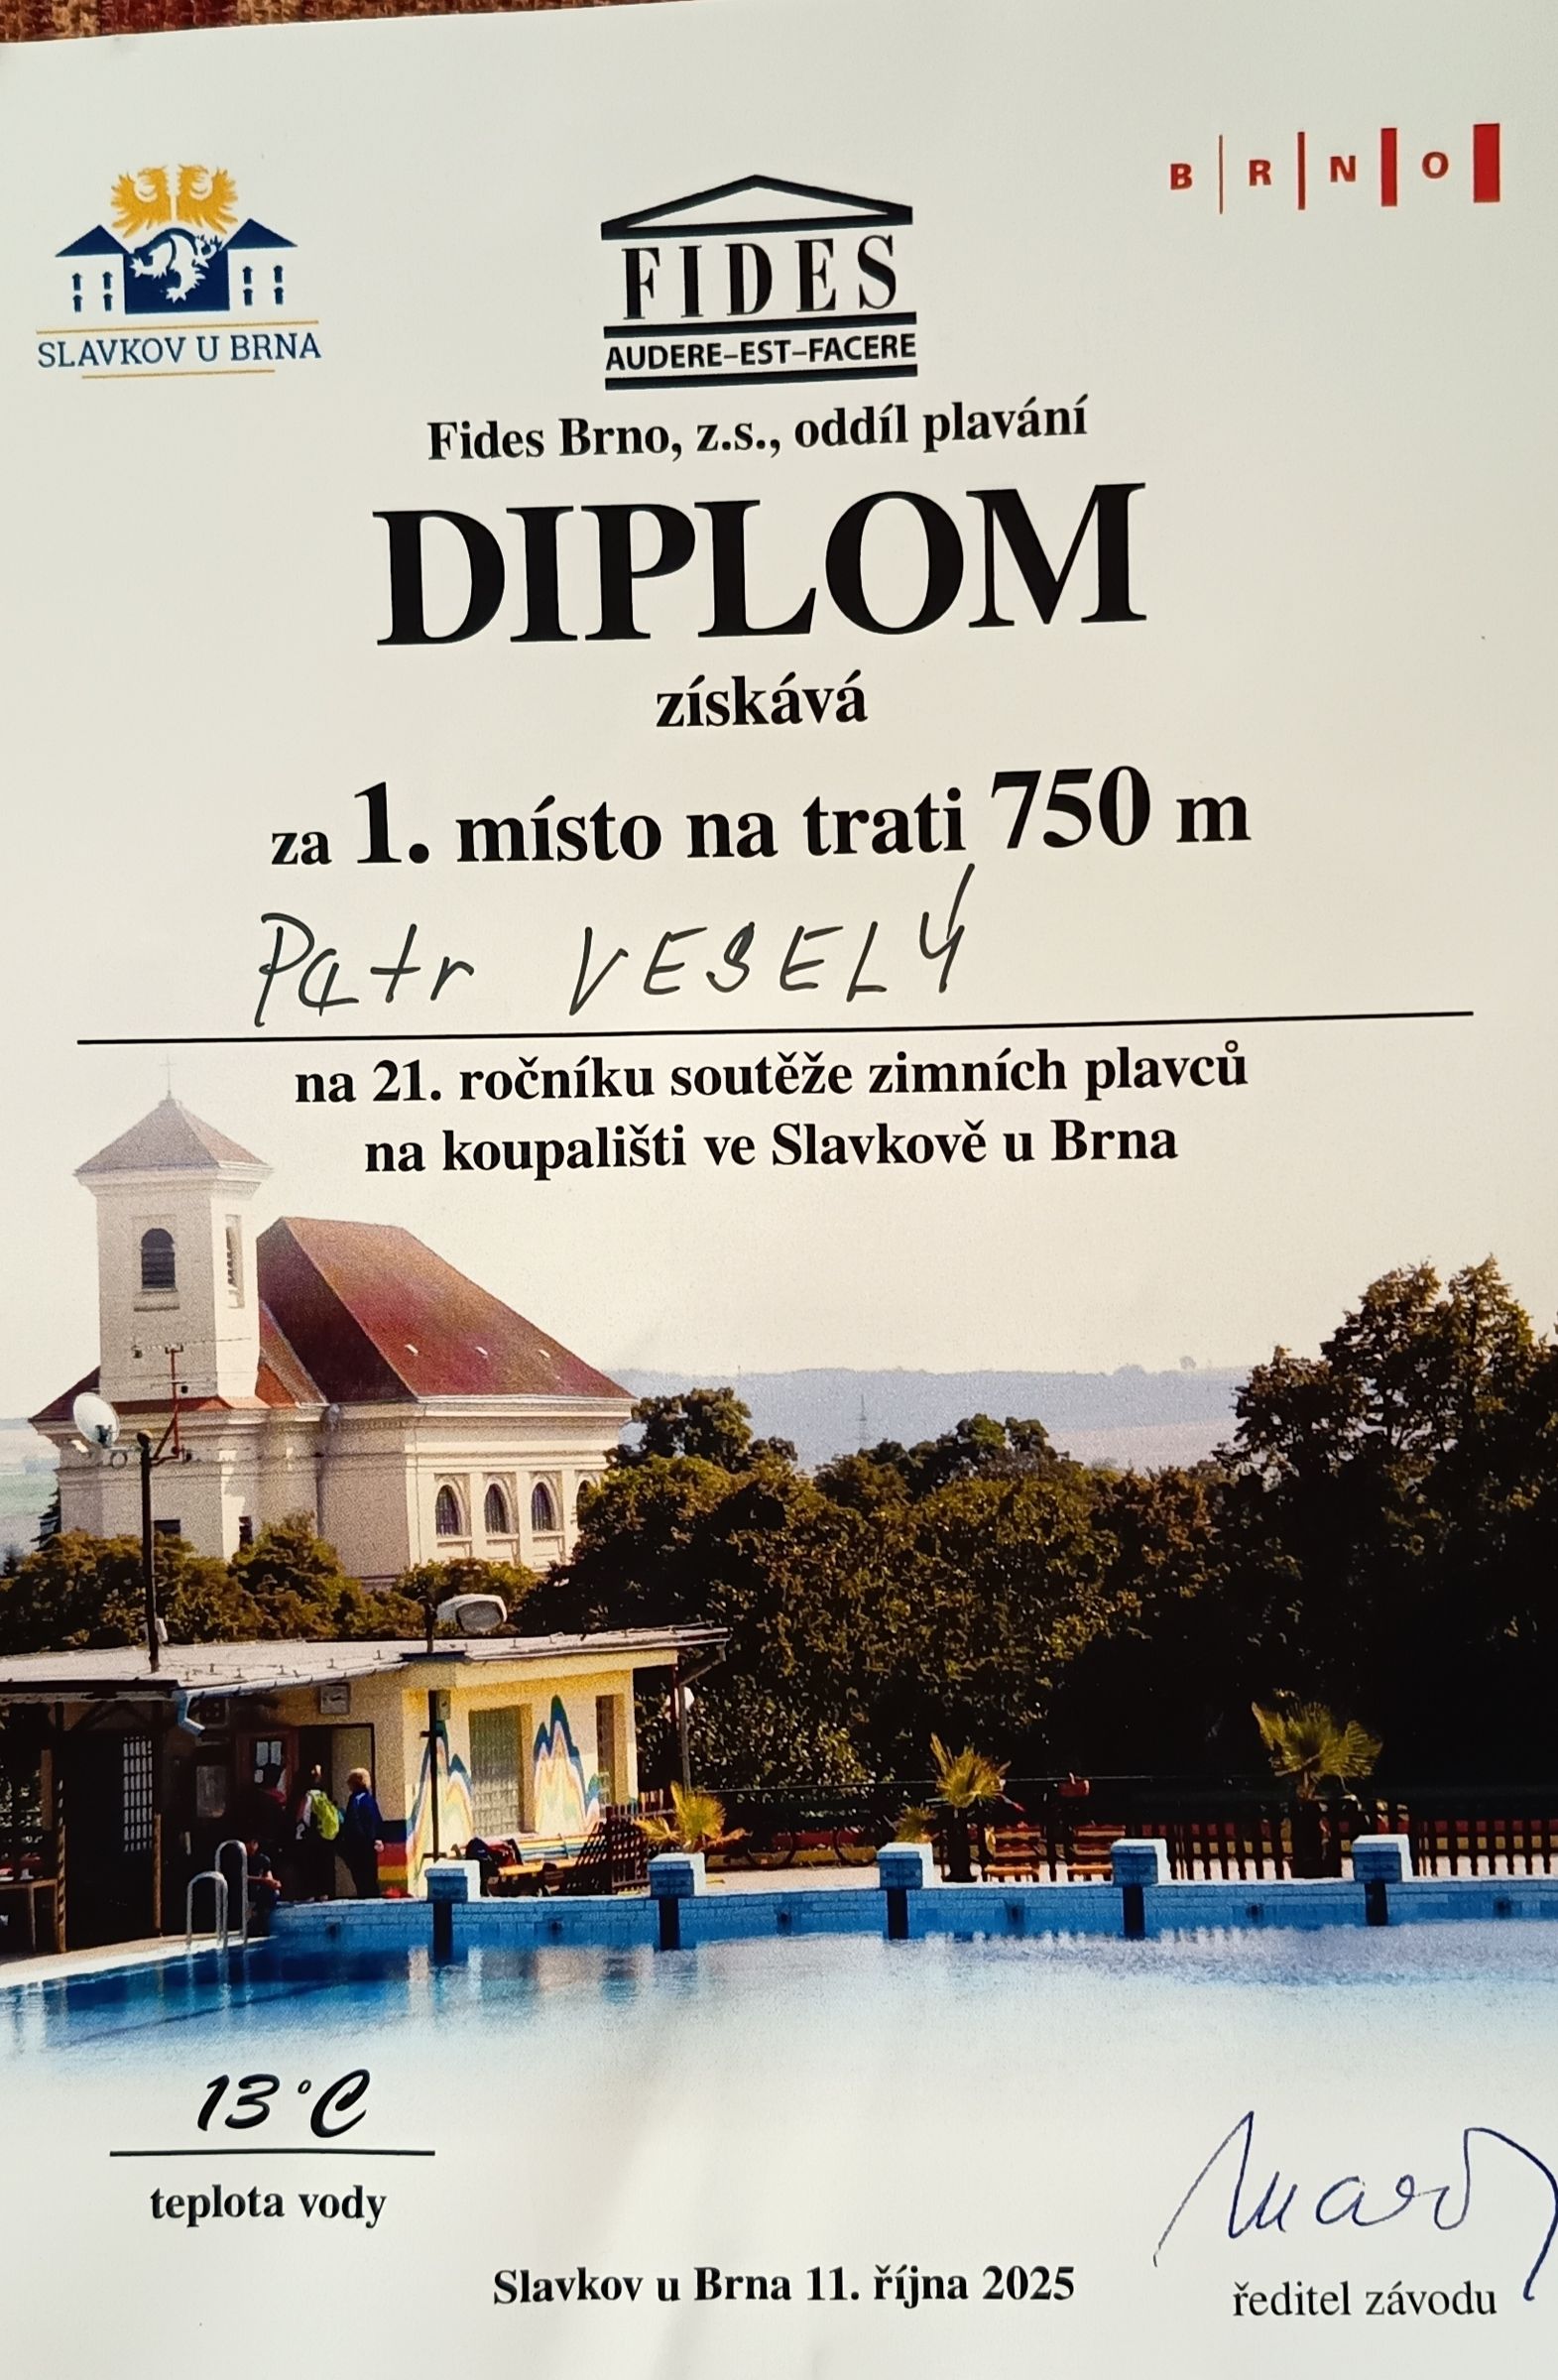 SLAVKOV U BRNA
FIDES
AUDERE-EST-FACERE
B R N O
Fides Brno, z.s., oddíl plavání
DIPLOM
získává
za 1. místo na trati 750 m
Petr VESELÝ
na 21. ročníku soutěže zimních plavců
na koupališti ve Slavkově u Brna
13 °C
teplota vody
Slavkov u Brna 11. října 2025
ředitel závodu